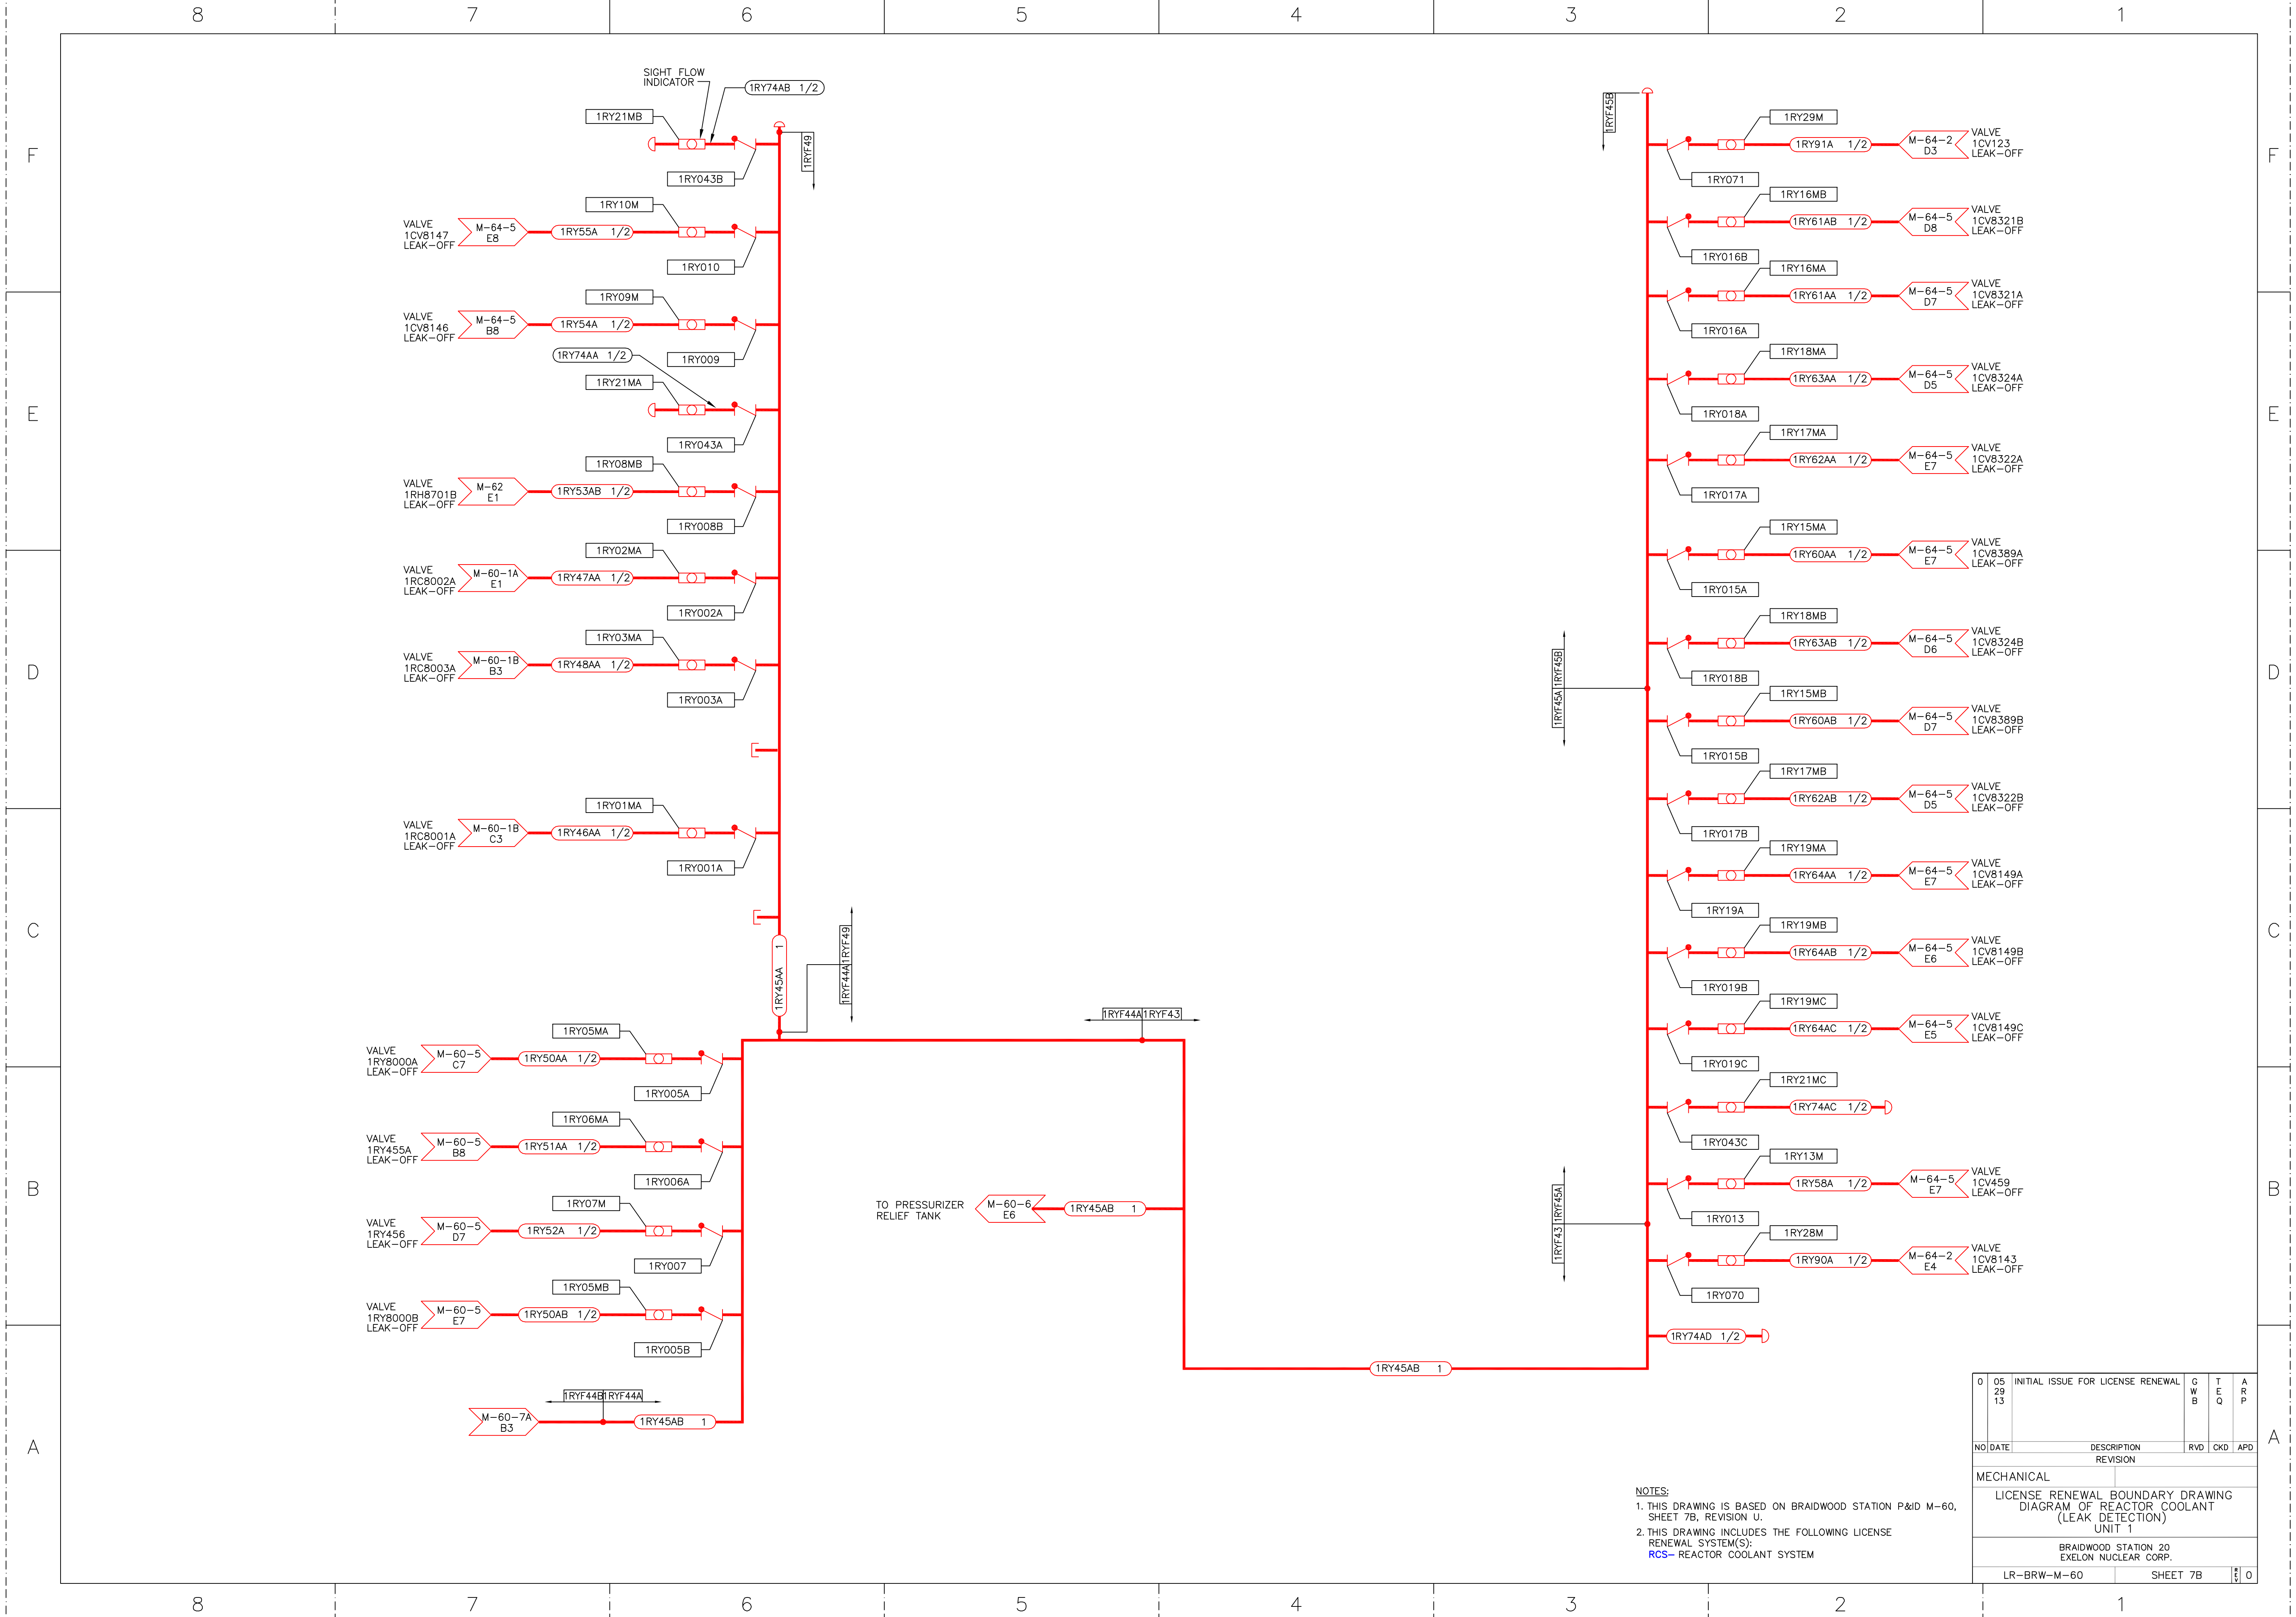 8 7 6 5 4 3 2 1
F
E
D
C
B
A
SIGHT FLOW
INDICATOR
1RY74AB 1/2
1RY21MB
1RY043B
1RYF49
VALVE
1CV8147
LEAK-OFF
M-64-5
E8
1RY55A 1/2
1RY10M
1RY010
VALVE
1CV8146
LEAK-OFF
M-64-5
B8
1RY54A 1/2
1RY09M
1RY009
1RY74AA 1/2
1RY21MA
1RY043A
VALVE
1RH8701B
LEAK-OFF
M-62
E1
1RY53AB 1/2
1RY08MB
1RY008B
VALVE
1RC8002A
LEAK-OFF
M-60-1A
E1
1RY47AA 1/2
1RY02MA
1RY002A
VALVE
1RC8003A
LEAK-OFF
M-60-1B
B3
1RY48AA 1/2
1RY03MA
1RY003A
VALVE
1RC8001A
LEAK-OFF
M-60-1B
C3
1RY46AA 1/2
1RY01MA
1RY001A
1RY45AA 1
1RYF44A 1RYF49
VALVE
1RY8000A
LEAK-OFF
M-60-5
C7
1RY50AA 1/2
1RY05MA
1RY005A
VALVE
1RY455A
LEAK-OFF
M-60-5
B8
1RY51AA 1/2
1RY06MA
1RY006A
VALVE
1RY456
LEAK-OFF
M-60-5
D7
1RY52A 1/2
1RY07M
1RY007
VALVE
1RY8000B
LEAK-OFF
M-60-5
E7
1RY50AB 1/2
1RY05MB
1RY005B
1RYF44B 1RYF44A
M-60-7A
B3
1RY45AB 1
1RYF44A 1RYF43
TO PRESSURIZER
RELIEF TANK
M-60-6
E6
1RY45AB 1
1RY45AB 1
1RYF45B
1RY29M
1RY91A 1/2
M-64-2
D3
VALVE
1CV123
LEAK-OFF
1RY071
1RY16MB
1RY61AB 1/2
M-64-5
D8
VALVE
1CV8321B
LEAK-OFF
1RY016B
1RY16MA
1RY61AA 1/2
M-64-5
D7
VALVE
1CV8321A
LEAK-OFF
1RY016A
1RY18MA
1RY63AA 1/2
M-64-5
D5
VALVE
1CV8324A
LEAK-OFF
1RY018A
1RY17MA
1RY62AA 1/2
M-64-5
E7
VALVE
1CV8322A
LEAK-OFF
1RY017A
1RY15MA
1RY60AA 1/2
M-64-5
E7
VALVE
1CV8389A
LEAK-OFF
1RY015A
1RY18MB
1RY63AB 1/2
M-64-5
D6
VALVE
1CV8324B
LEAK-OFF
1RY018B
1RYF45A 1RYF45B
1RY15MB
1RY60AB 1/2
M-64-5
D7
VALVE
1CV8389B
LEAK-OFF
1RY015B
1RY17MB
1RY62AB 1/2
M-64-5
D5
VALVE
1CV8322B
LEAK-OFF
1RY017B
1RY19MA
1RY64AA 1/2
M-64-5
E7
VALVE
1CV8149A
LEAK-OFF
1RY19A
1RY19MB
1RY64AB 1/2
M-64-5
E6
VALVE
1CV8149B
LEAK-OFF
1RY019B
1RY19MC
1RY64AC 1/2
M-64-5
E5
VALVE
1CV8149C
LEAK-OFF
1RY019C
1RY21MC
1RY74AC 1/2
1RY043C
1RY13M
1RY58A 1/2
M-64-5
E7
VALVE
1CV459
LEAK-OFF
1RY013
1RYF43 1RYF45A
1RY28M
1RY90A 1/2
M-64-2
E4
VALVE
1CV8143
LEAK-OFF
1RY070
1RY74AD 1/2
NOTES:
1. THIS DRAWING IS BASED ON BRAIDWOOD STATION P&ID M-60,
SHEET 7B, REVISION U.
2. THIS DRAWING INCLUDES THE FOLLOWING LICENSE
RENEWAL SYSTEM(S):
RCS- REACTOR COOLANT SYSTEM
0 05 INITIAL ISSUE FOR LICENSE RENEWAL G T A
29 W E R
13 B Q P
NO DATE DESCRIPTION RVD CKD APD
REVISION
MECHANICAL
LICENSE RENEWAL BOUNDARY DRAWING
DIAGRAM OF REACTOR COOLANT
(LEAK DETECTION)
UNIT 1
BRAIDWOOD STATION 20
EXELON NUCLEAR CORP.
LR-BRW-M-60 SHEET 7B REV 0
F
E
D
C
B
A
8 7 6 5 4 3 2 1